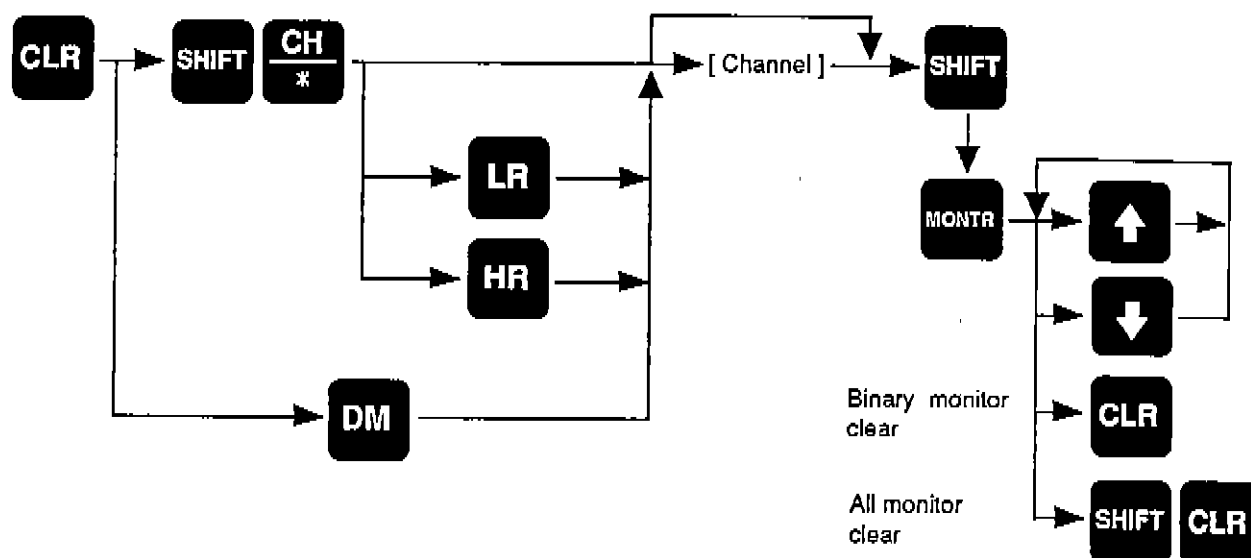 CLR
SHIFT
CH
*
[ Channel ]
SHIFT
LR
HR
DM
MONTR
Binary monitor
clear
CLR
All monitor
clear
SHIFT
CLR